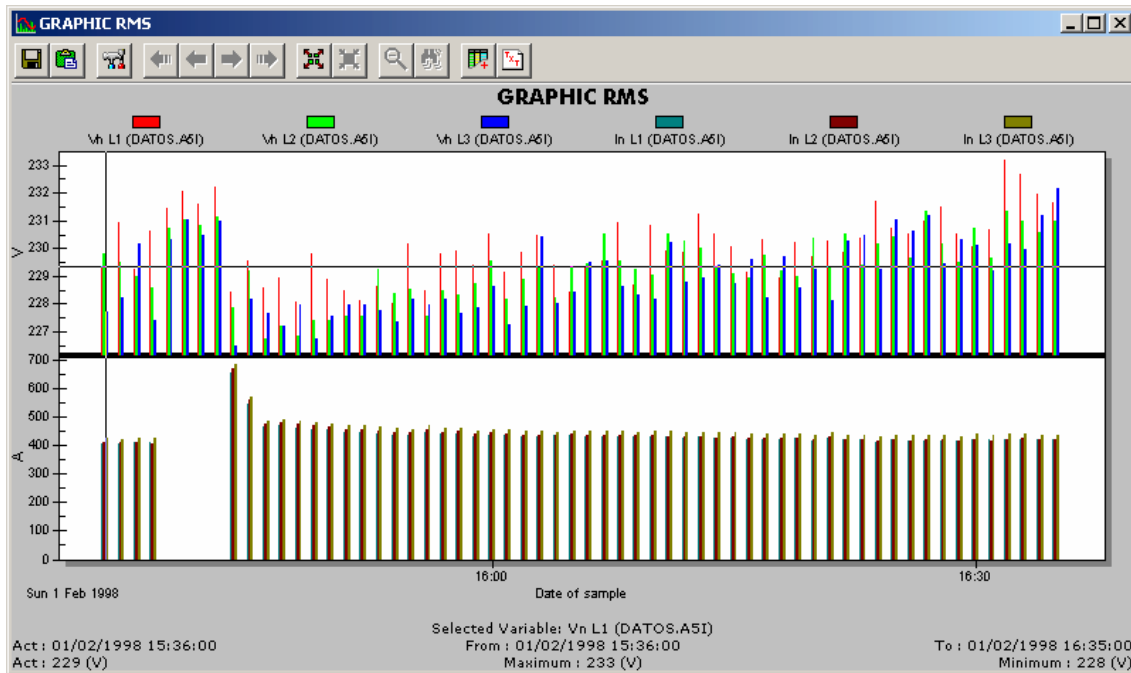 GRAPHIC RMS
GRAPHIC RMS
Vn L1 (DATOS.A5I) Vn L2 (DATOS.A5I) Vn L3 (DATOS.A5I) In L1 (DATOS.A5I) In L2 (DATOS.A5I) In L3 (DATOS.A5I)
233
232
231
230
229
228
227
V
700
600
500
400
300
200
100
0
A
16:00 16:30
Sun 1 Feb 1998 Date of sample
Selected Variable: Vn L1 (DATOS.A5I)
Act : 01/02/1998 15:36:00 From : 01/02/1998 15:36:00 To : 01/02/1998 16:35:00
Act : 229 (V) Maximum : 233 (V) Minimum : 228 (V)